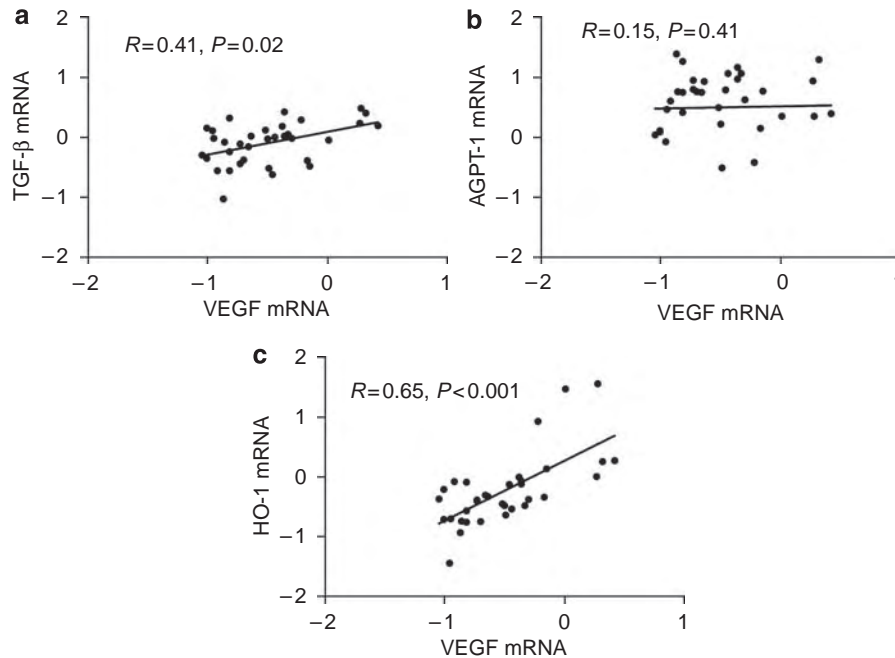 a
R=0.41, P=0.02
TGF-β mRNA
2
1
0
−1
−2
−2
−1
0
1
VEGF mRNA
b
R=0.15, P=0.41
AGPT-1 mRNA
2
1
0
−1
−2
−2
−1
0
VEGF mRNA
c
R=0.65, P<0.001
HO-1 mRNA
2
1
0
−1
−2
−2
−1
0
1
VEGF mRNA